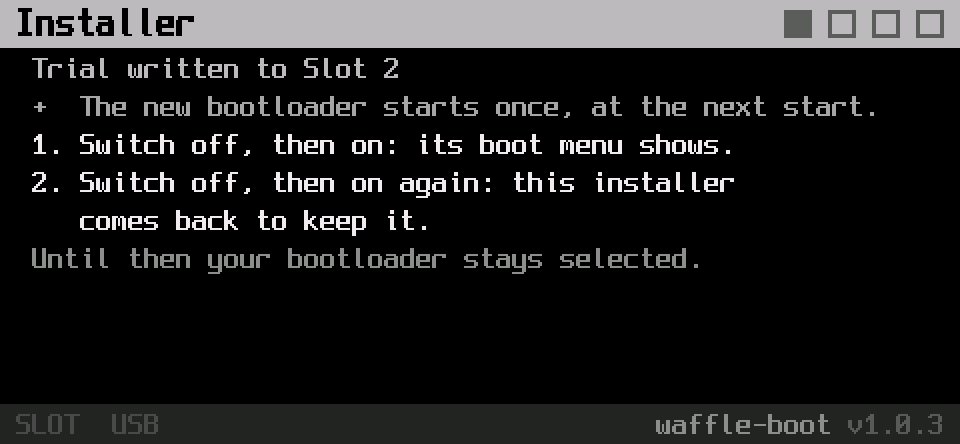 Installer
Trial written to Slot 2
+ The new bootloader starts once, at the next start.
1. Switch off, then on: its boot menu shows.
2. Switch off, then on again: this installer
comes back to keep it.
Until then your bootloader stays selected.
SLOT USB waffle-boot v1.0.3